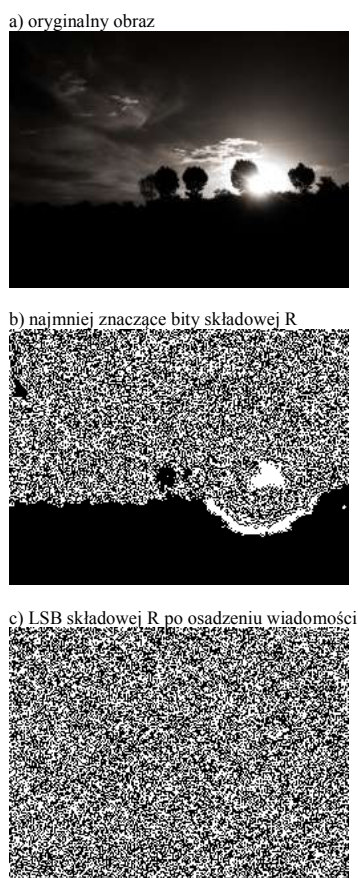 a) oryginalny obraz
b) najmniej znaczące bity składowej R
c) LSB składowej R po osadzeniu wiadomości